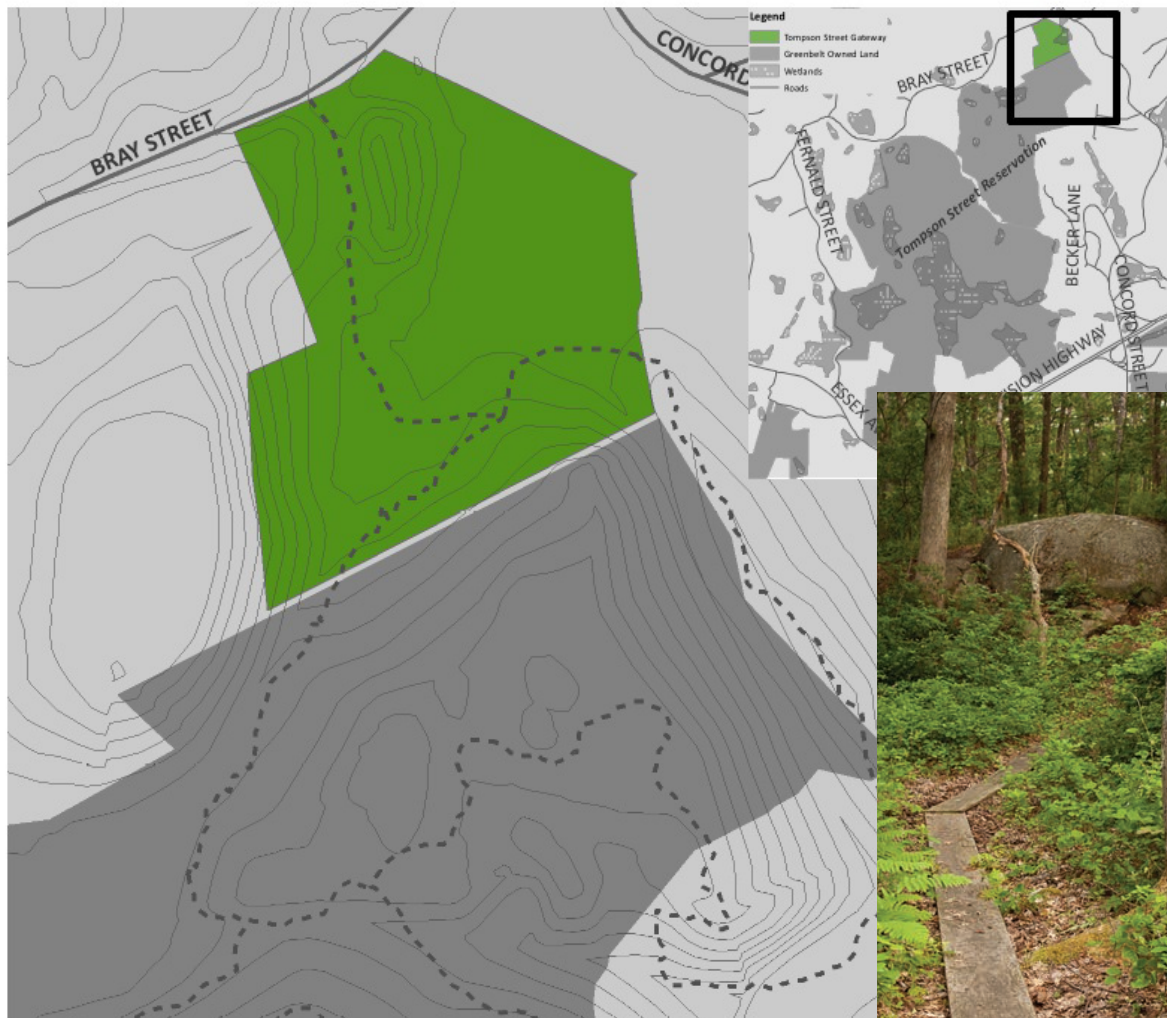 BRAY STREET
CONCORD
Legend
Tompson Street Gateway
Greenbelt Owned Land
Wetlands
Roads
BRAY STREET
FERNALD STREET
Tompson Street Reservation
BECKER LANE
CONCORD STREET
SION HIGHWAY
ESSEX A